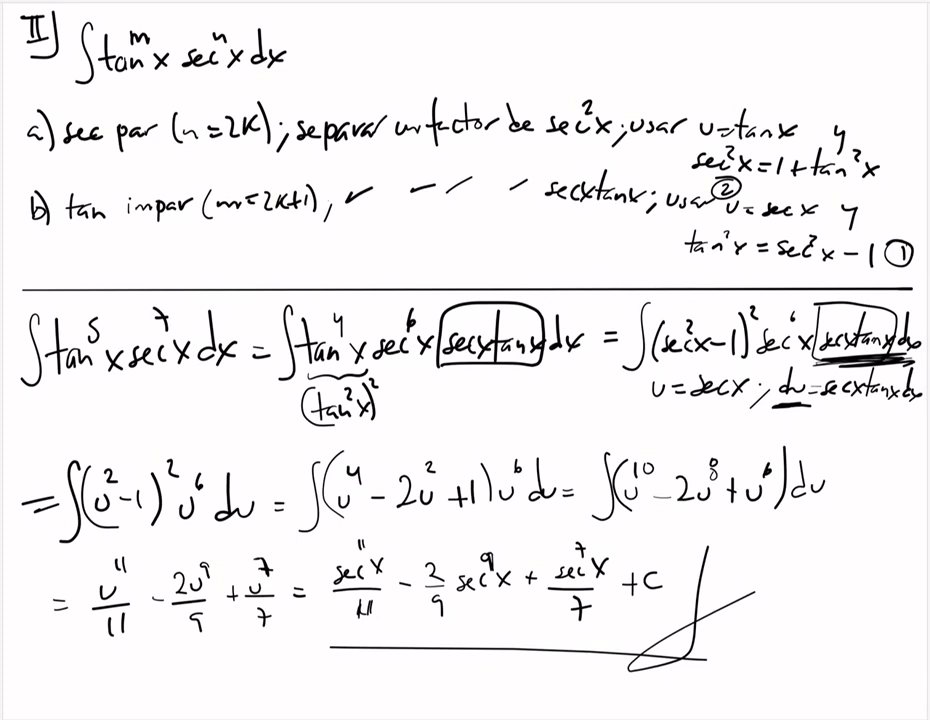 II) ∫tan^m x sec^n x dx
a) sec par (n=2K); separar un factor de sec²x; usar u=tanx y
sec²x=1+tan²x
b) tan impar (m=2K+1), secxtanx; usar ② u=secx y
tan²x = sec²x − 1 ①
∫tan⁵x sec⁷x dx = ∫tan⁴x sec⁶x secxtanx dx = ∫(sec²x−1)² sec⁶x secxtanx dx
(tan²x)² u=secx; du=secxtanxdx
=∫(u²−1)² u⁶ du = ∫(u⁴ − 2u² +1)u⁶du = ∫(u¹⁰ − 2u⁸ + u⁶)du
= u¹¹/11 − 2u⁹/9 + u⁷/7 = sec¹¹x/11 − 2/9 sec⁹x + sec⁷x/7 + C